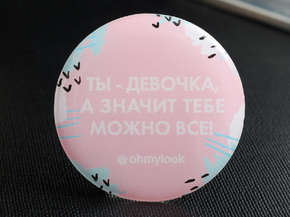 ТЫ - ДЕВОЧКА,
А ЗНАЧИТ ТЕБЕ
МОЖНО ВСЕ!
@ohmylook